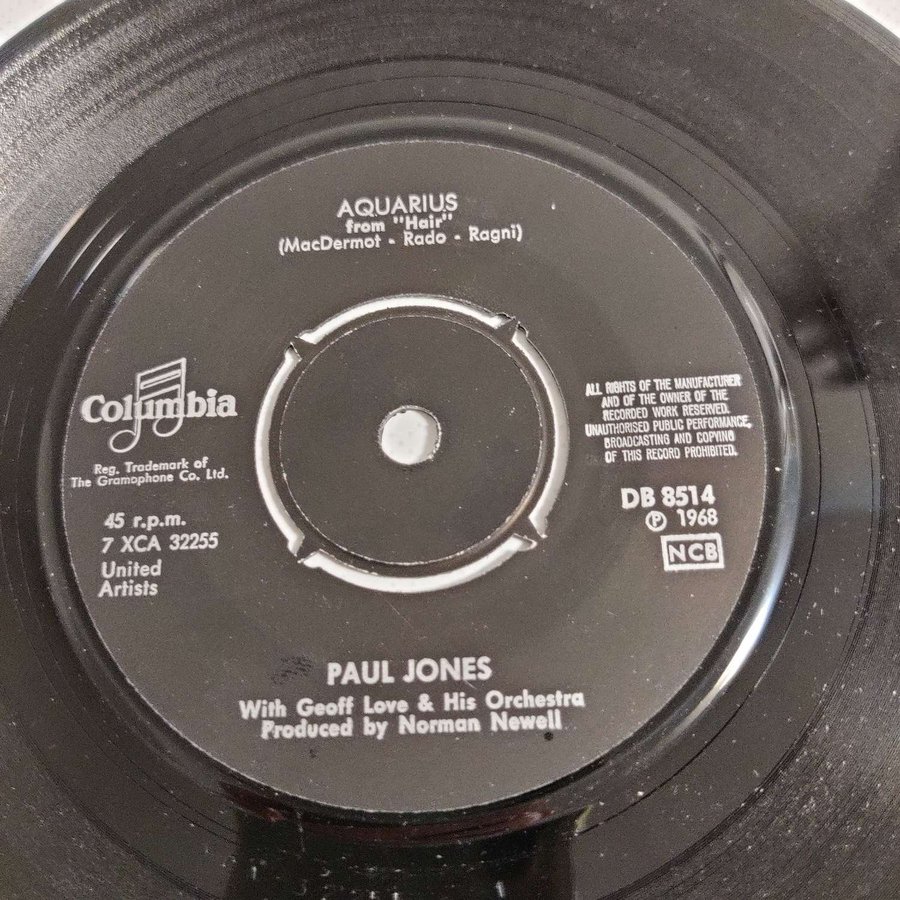 AQUARIUS
from "Hair"
(MacDermot - Rado - Ragni)
Columbia
Reg. Trademark of
The Gramophone Co. Ltd.
45 r.p.m.
7 XCA 32255
United
Artists
ALL RIGHTS OF THE MANUFACTURER
AND OF THE OWNER OF THE
RECORDED WORK RESERVED.
UNAUTHORISED PUBLIC PERFORMANCE,
BROADCASTING AND COPYING
OF THIS RECORD PROHIBITED.
DB 8514
℗ 1968
NCB
PAUL JONES
With Geoff Love & His Orchestra
Produced by Norman Newell